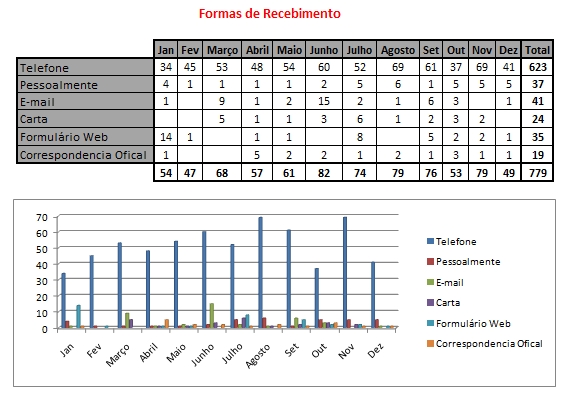 Formas de Recebimento
Jan Fev Março Abril Maio Junho Julho Agosto Set Out Nov Dez Total
Telefone 34 45 53 48 54 60 52 69 61 37 69 41 623
Pessoalmente 4 1 1 1 1 2 5 6 1 5 5 5 37
E-mail 1 9 1 2 15 2 1 6 3 1 41
Carta 5 1 1 3 6 1 2 3 2 24
Formulário Web 14 1 1 1 8 5 2 2 1 35
Correspondencia Ofical 1 5 2 2 1 2 1 3 1 1 19
54 47 68 57 61 82 74 79 76 53 79 49 779
70
60
50
40
30
20
10
0
Jan Fev Março Abril Maio Junho Julho Agosto Set Out Nov Dez
Telefone
Pessoalmente
E-mail
Carta
Formulário Web
Correspondencia Ofical